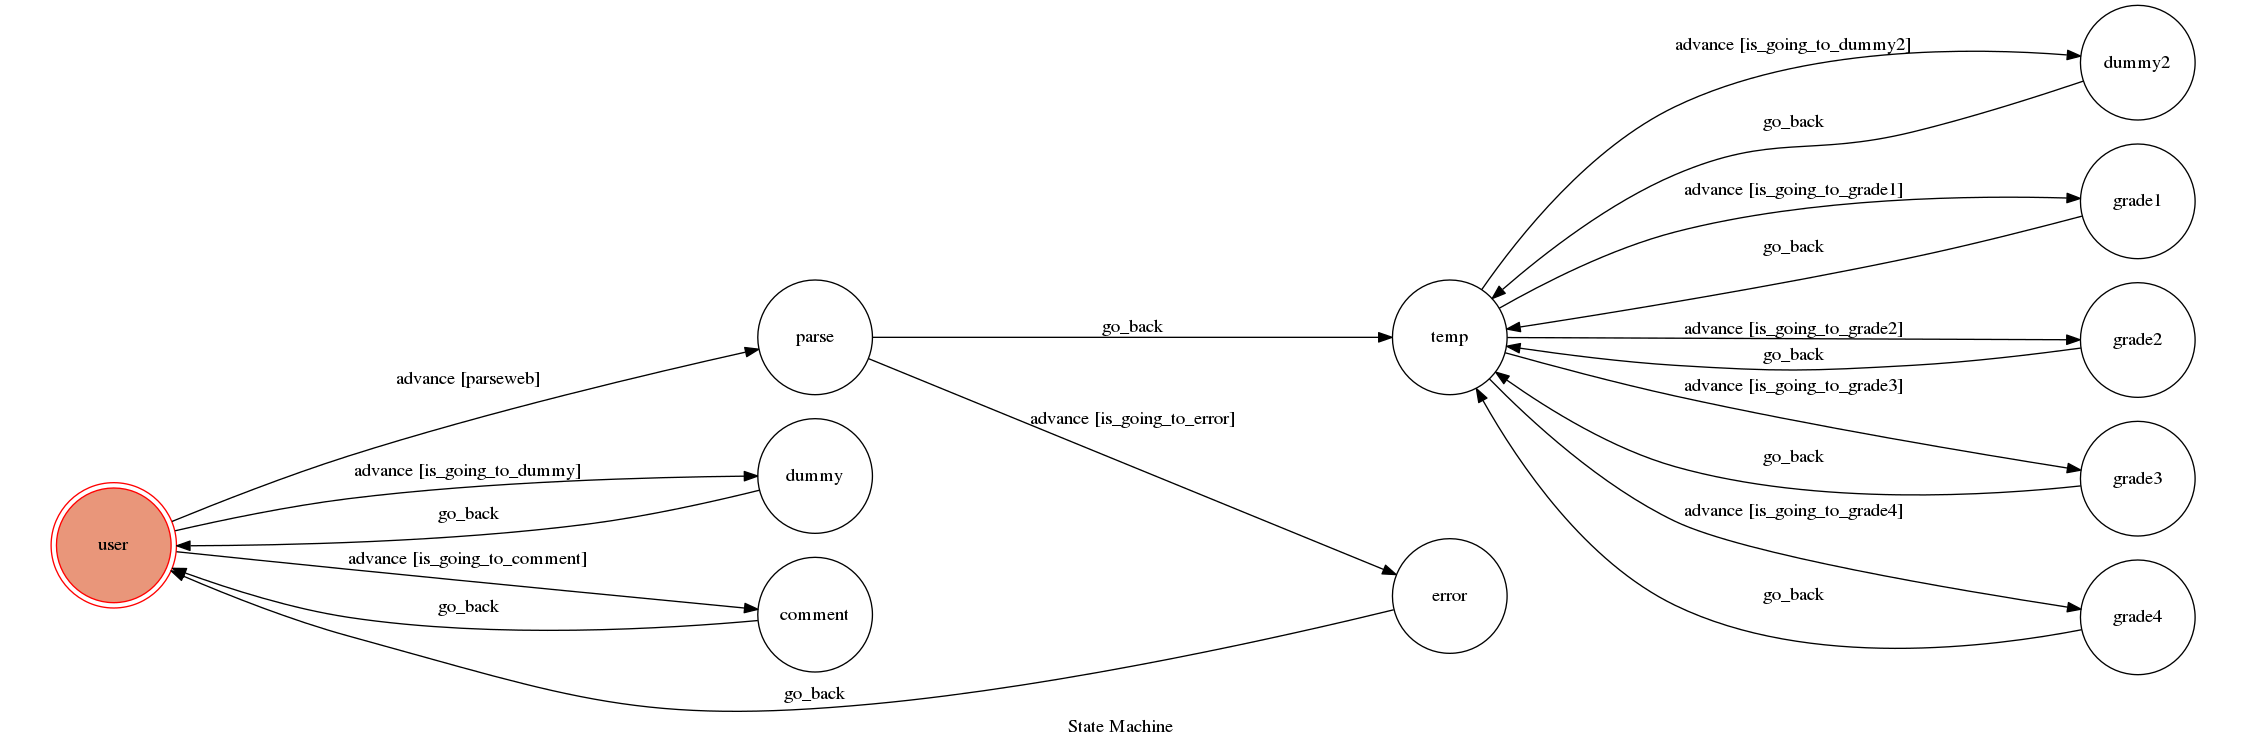 advance [is_going_to_dummy2]
dummy2
go_back
advance [is_going_to_grade1]
grade1
go_back
parse
go_back
temp
advance [is_going_to_grade2]
go_back
grade2
advance [parseweb]
advance [is_going_to_grade3]
advance [is_going_to_error]
go_back
grade3
advance [is_going_to_dummy]
dummy
go_back
advance [is_going_to_grade4]
user
advance [is_going_to_comment]
go_back
comment
error
go_back
grade4
go_back
State Machine